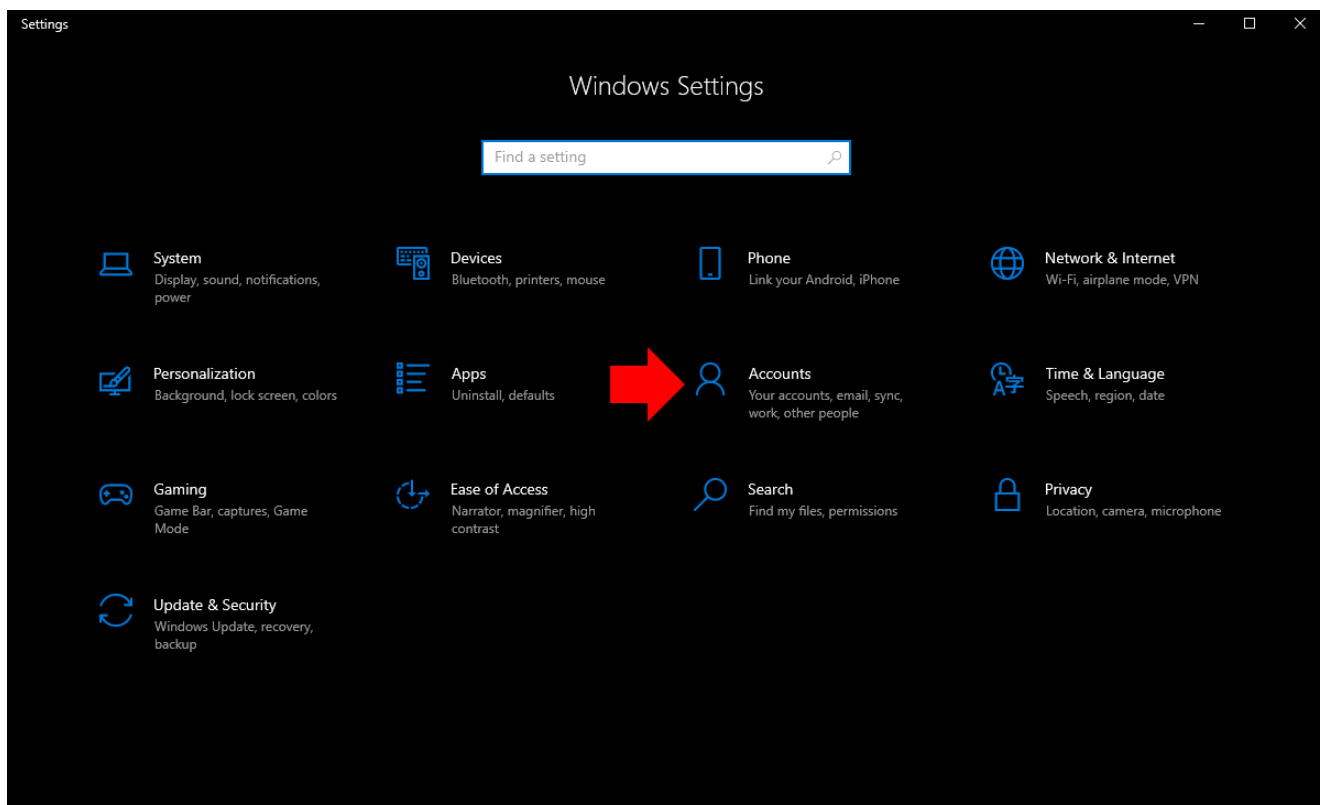 Settings
Windows Settings
Find a setting
System
Display, sound, notifications,
power
Devices
Bluetooth, printers, mouse
Phone
Link your Android, iPhone
Network & Internet
Wi-Fi, airplane mode, VPN
Personalization
Background, lock screen, colors
Apps
Uninstall, defaults
Accounts
Your accounts, email, sync,
work, other people
Time & Language
Speech, region, date
Gaming
Game Bar, captures, Game
Mode
Ease of Access
Narrator, magnifier, high
contrast
Search
Find my files, permissions
Privacy
Location, camera, microphone
Update & Security
Windows Update, recovery,
backup